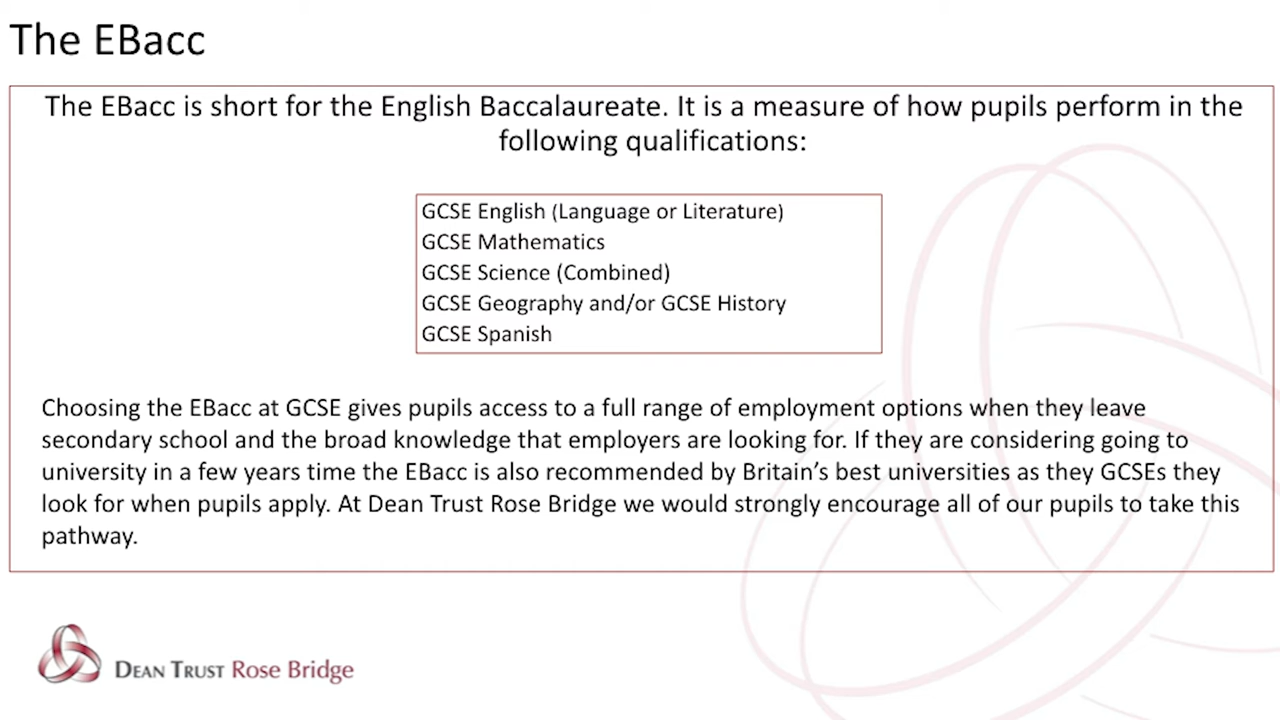 The EBacc
The EBacc is short for the English Baccalaureate. It is a measure of how pupils perform in the
following qualifications:
GCSE English (Language or Literature)
GCSE Mathematics
GCSE Science (Combined)
GCSE Geography and/or GCSE History
GCSE Spanish
Choosing the EBacc at GCSE gives pupils access to a full range of employment options when they leave
secondary school and the broad knowledge that employers are looking for. If they are considering going to
university in a few years time the EBacc is also recommended by Britain’s best universities as they GCSEs they
look for when pupils apply. At Dean Trust Rose Bridge we would strongly encourage all of our pupils to take this
pathway.
DEAN TRUST Rose Bridge